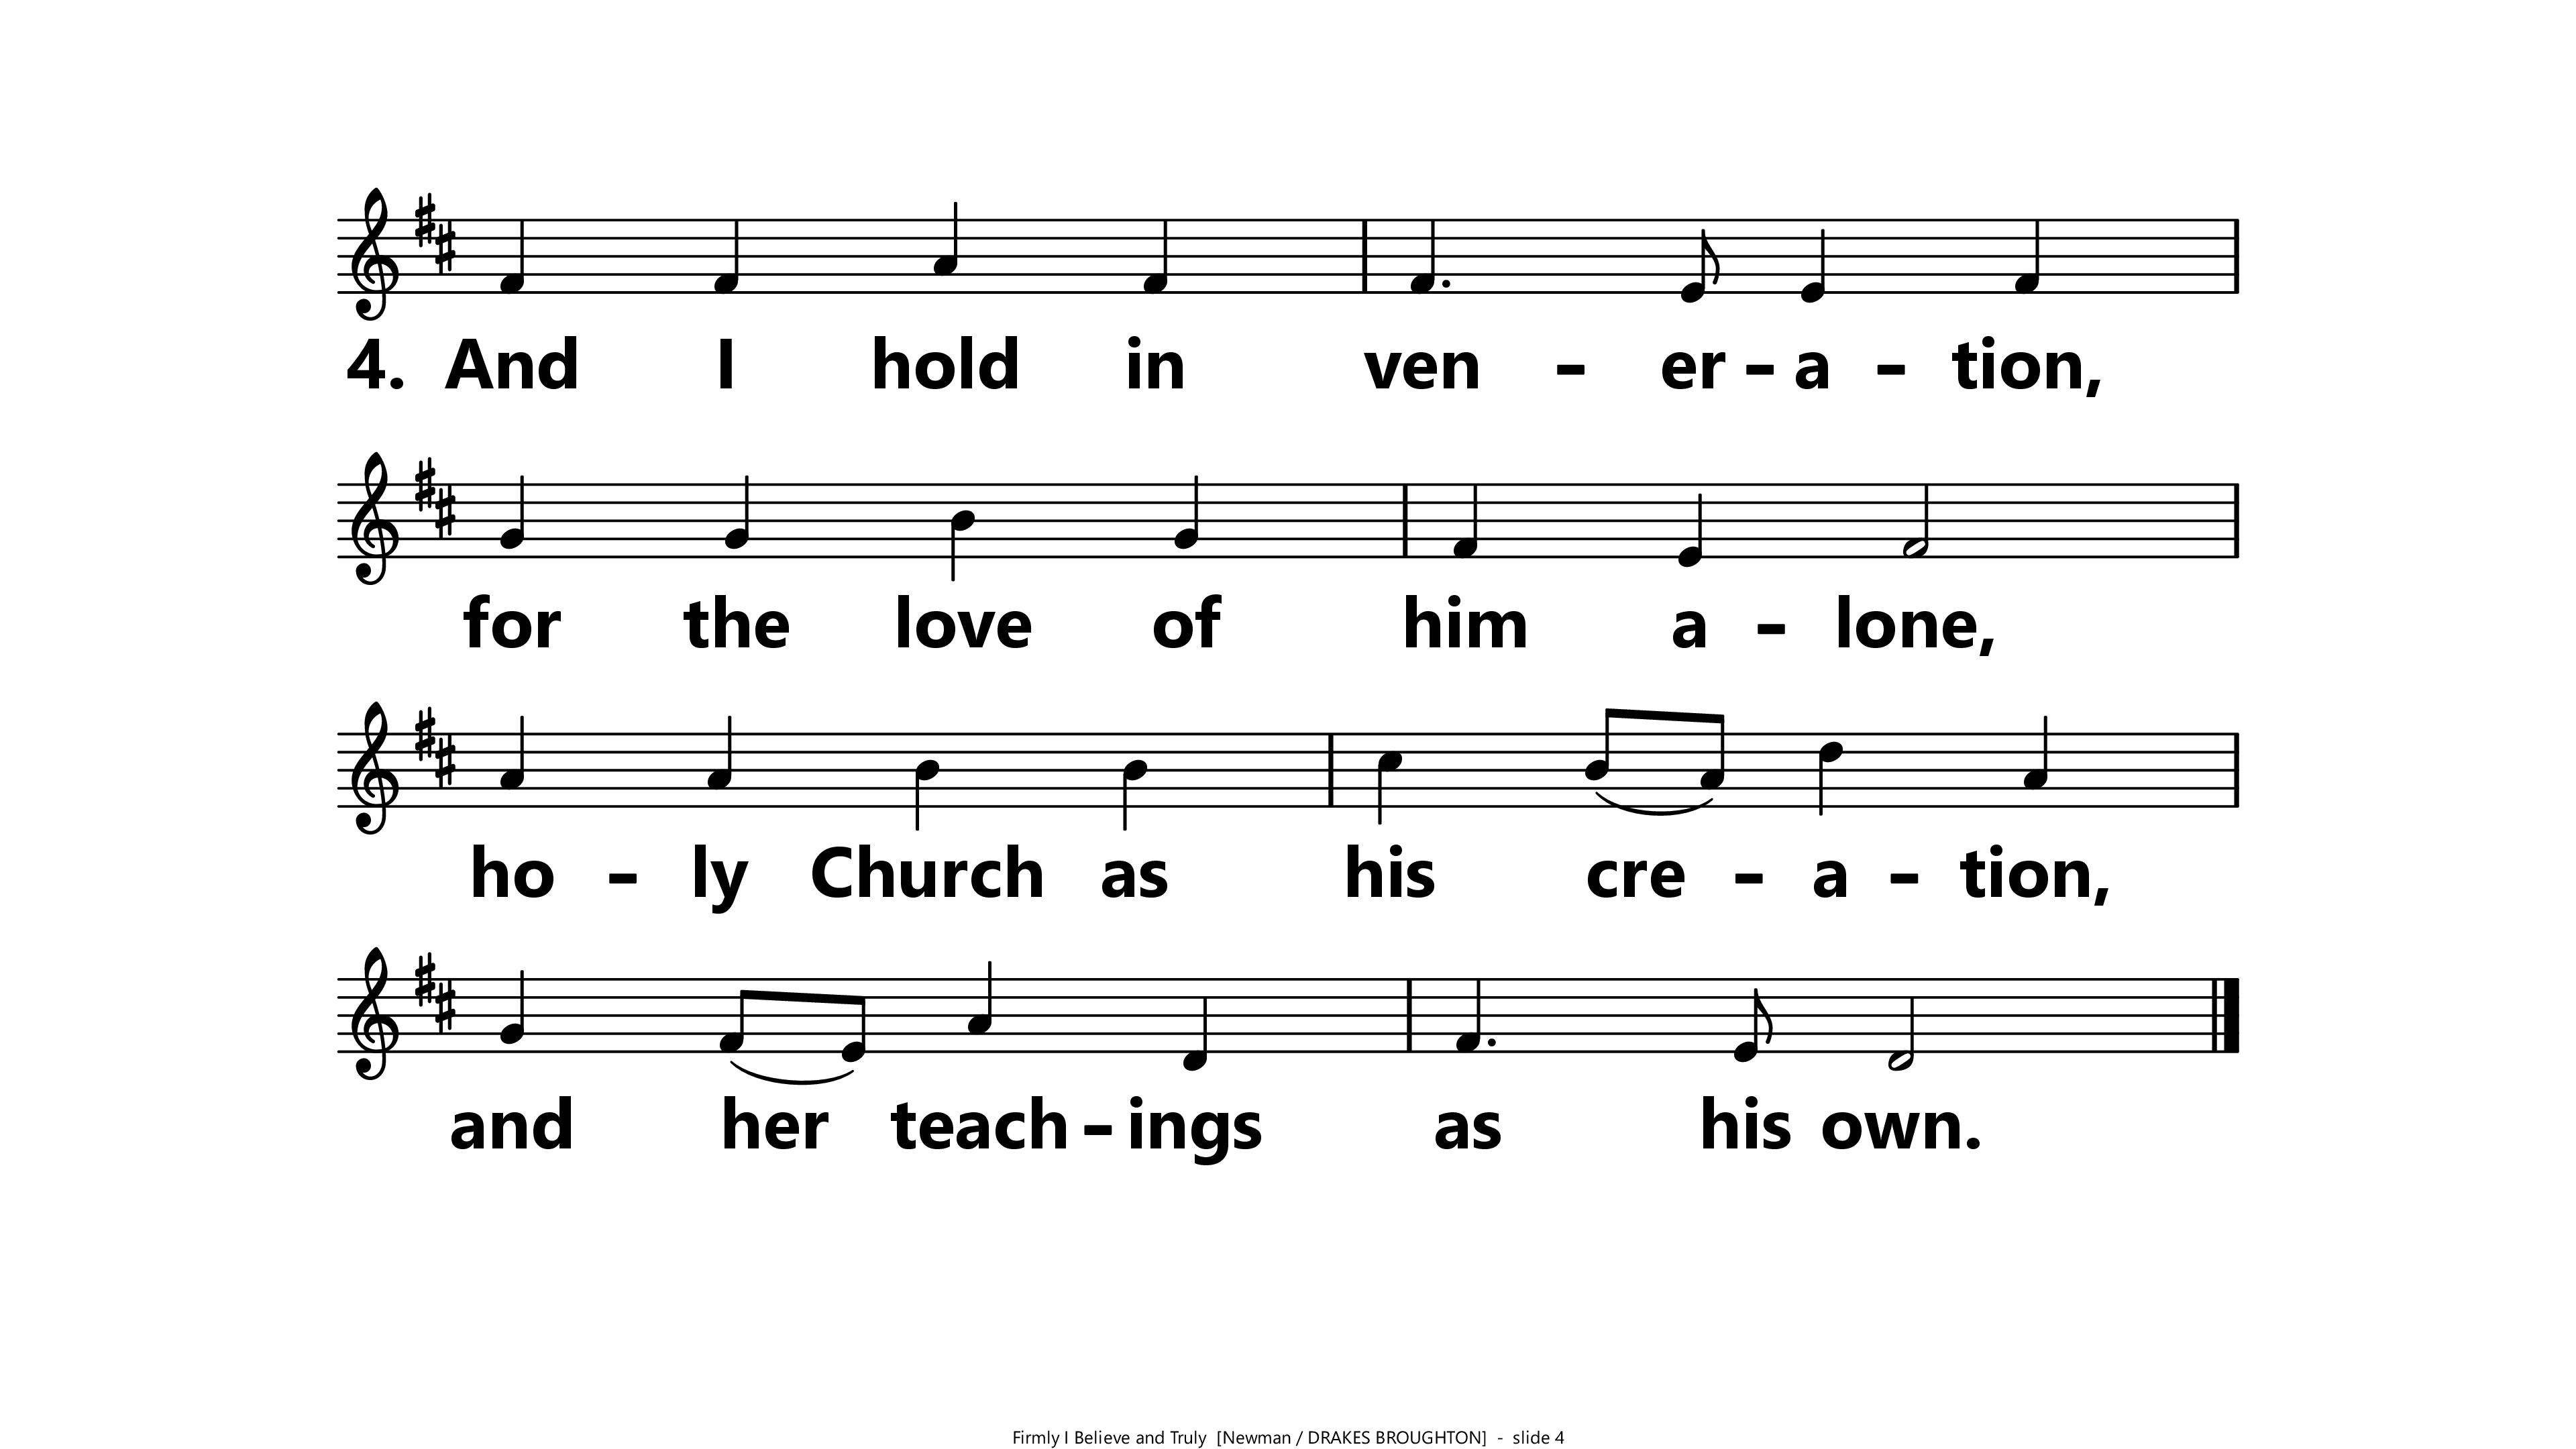 4. And I hold in ven - er - a - tion,
for the love of him a - lone,
ho - ly Church as his cre - a - tion,
and her teach - ings as his own.
Firmly I Believe and Truly [Newman / DRAKES BROUGHTON] - slide 4